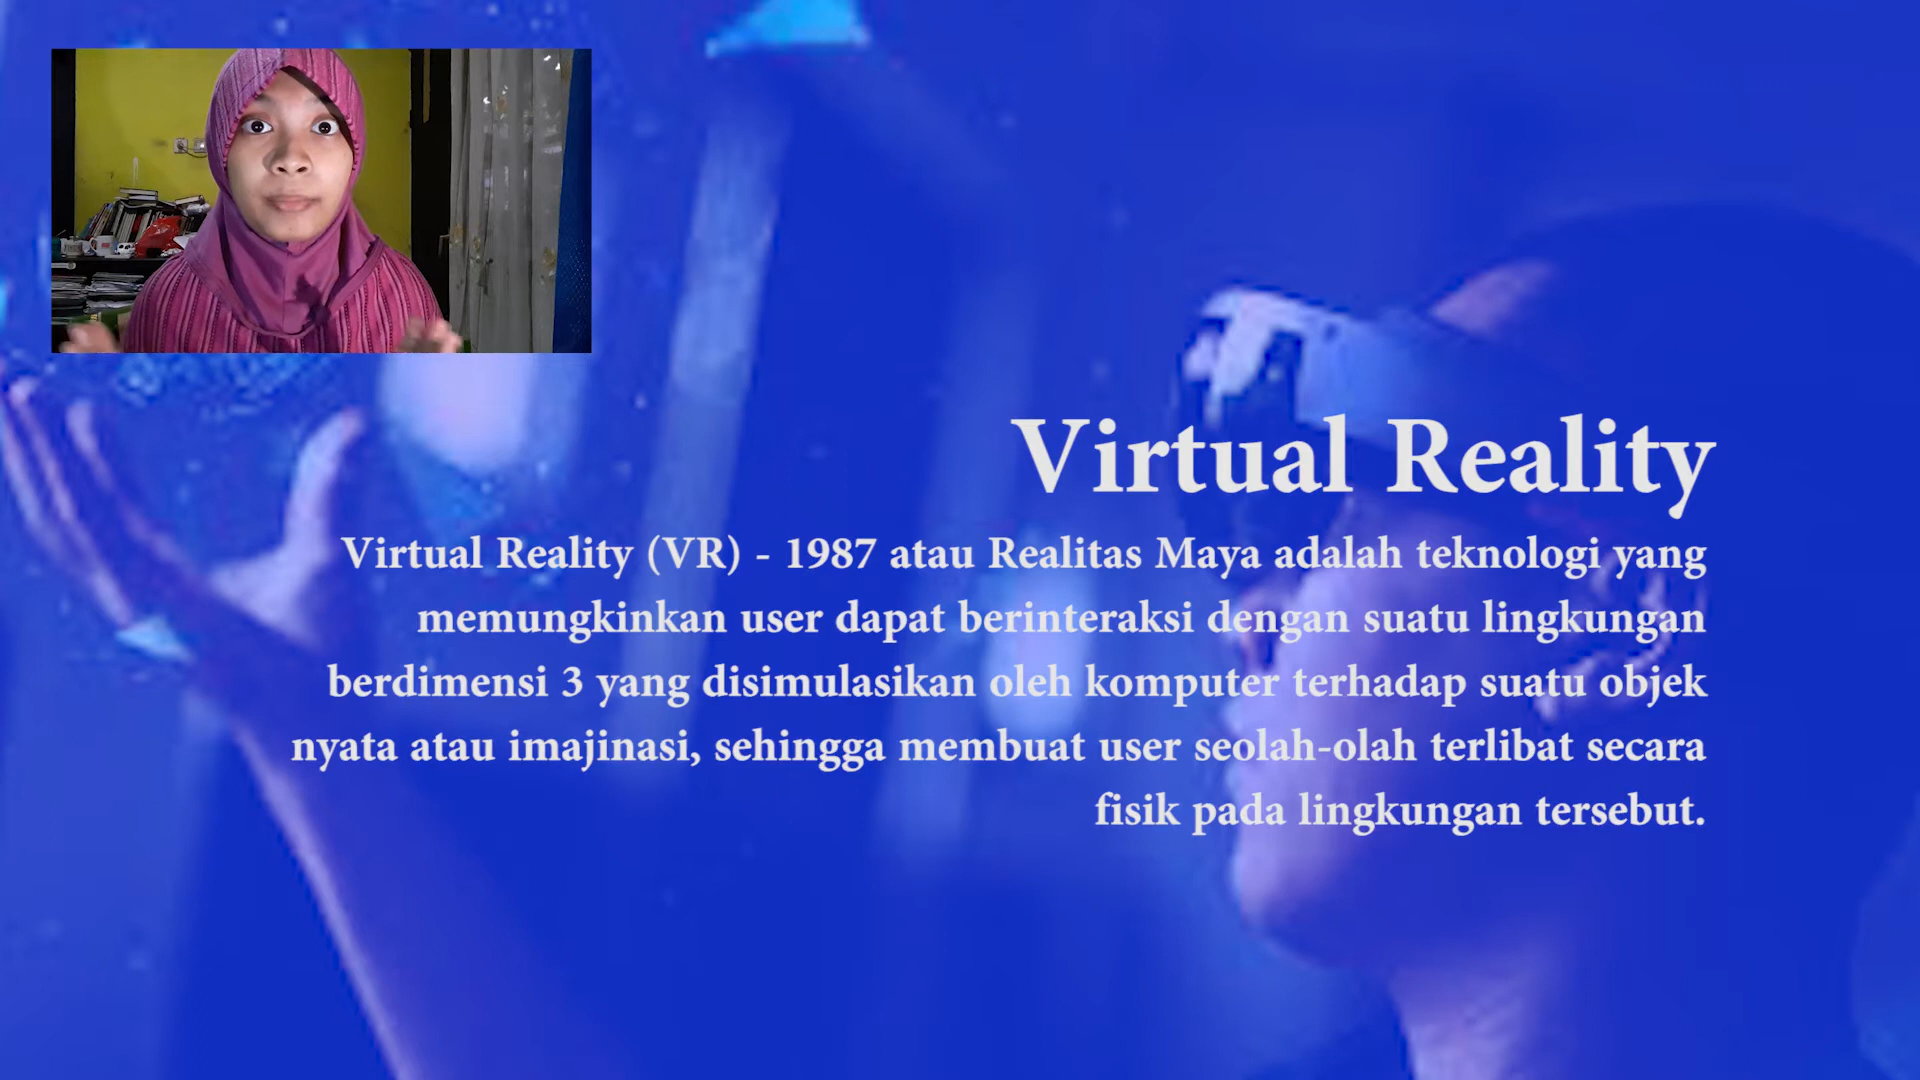 Virtual Reality
Virtual Reality (VR) - 1987 atau Realitas Maya adalah teknologi yang
memungkinkan user dapat berinteraksi dengan suatu lingkungan
berdimensi 3 yang disimulasikan oleh komputer terhadap suatu objek
nyata atau imajinasi, sehingga membuat user seolah-olah terlibat secara
fisik pada lingkungan tersebut.